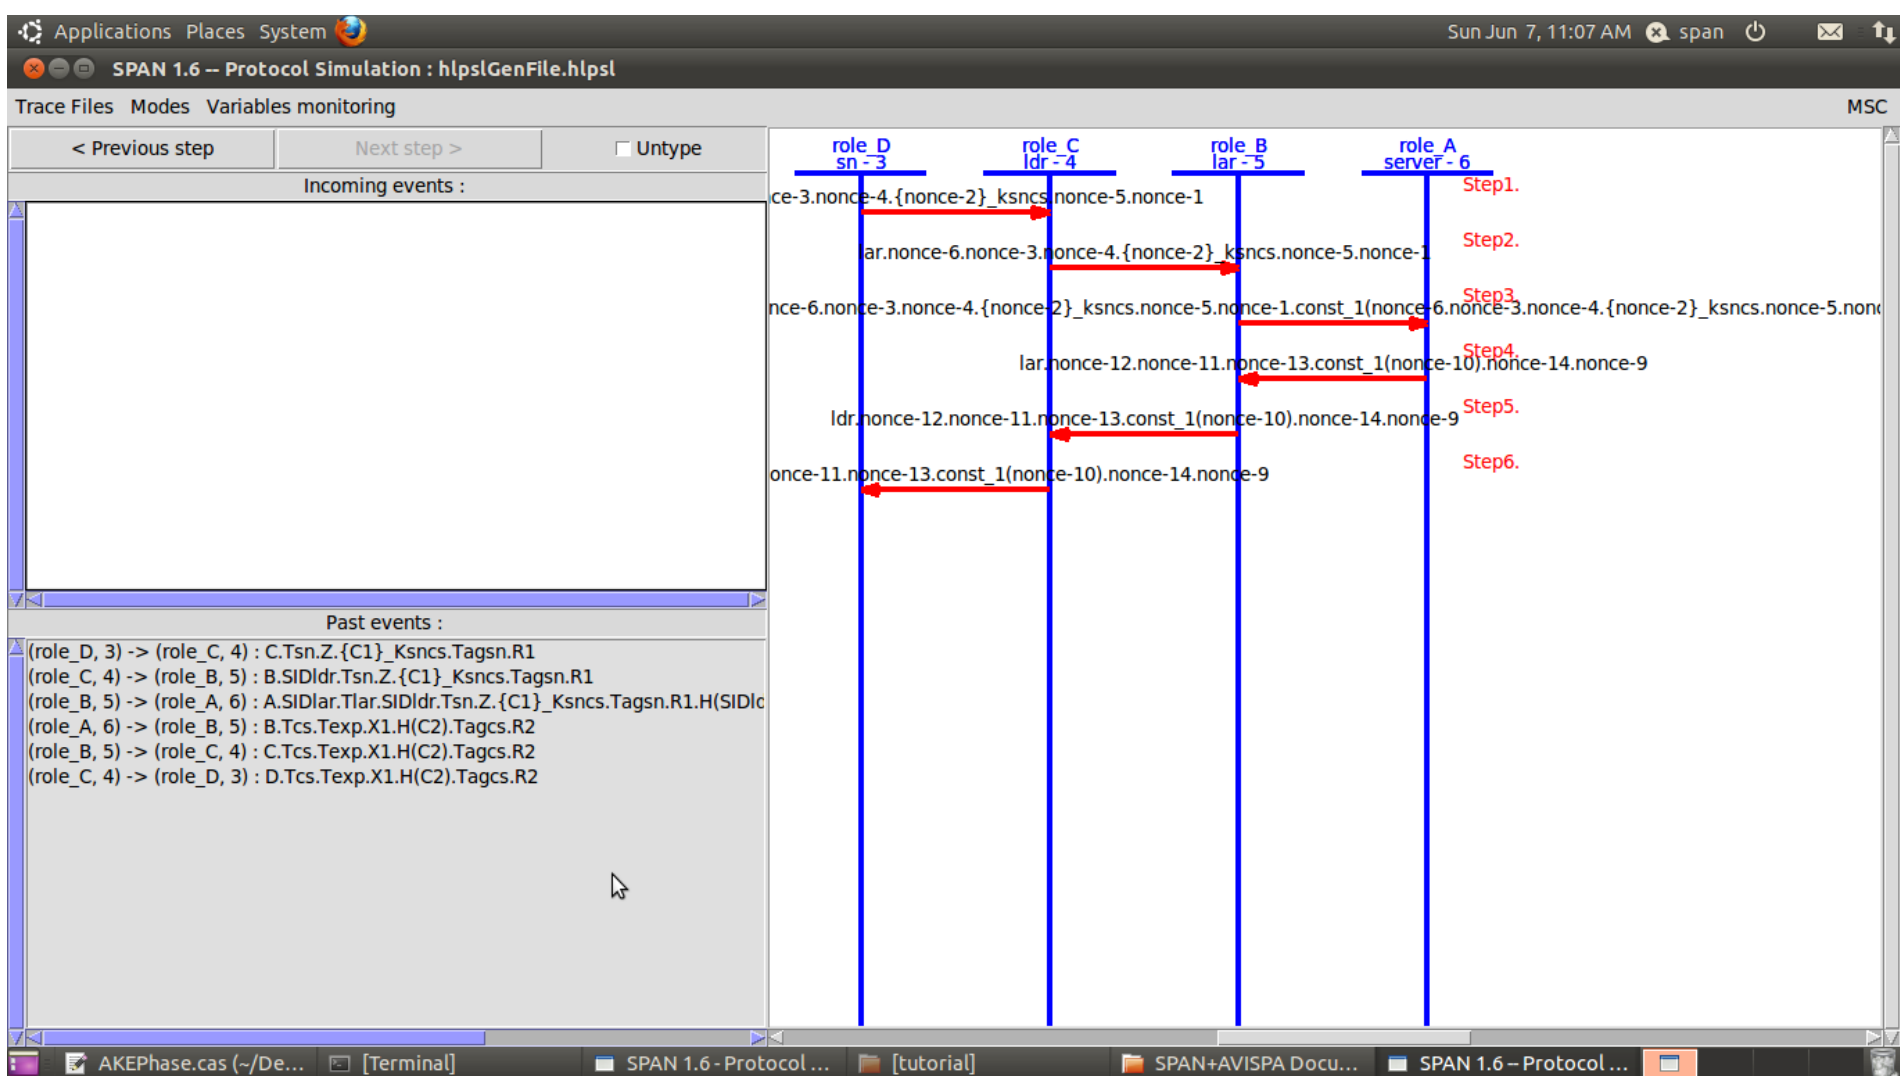 Applications Places System
Sun Jun 7, 11:07 AM span
SPAN 1.6 -- Protocol Simulation : hlpslGenFile.hlpsl
Trace Files Modes Variables monitoring
MSC
< Previous step
Next step >
Untype
Incoming events :
Past events :
(role_D, 3) -> (role_C, 4) : C.Tsn.Z.{C1}_Ksncs.Tagsn.R1
(role_C, 4) -> (role_B, 5) : B.SIDldr.Tsn.Z.{C1}_Ksncs.Tagsn.R1
(role_B, 5) -> (role_A, 6) : A.SIDlar.Tlar.SIDldr.Tsn.Z.{C1}_Ksncs.Tagsn.R1.H(SIDlc
(role_A, 6) -> (role_B, 5) : B.Tcs.Texp.X1.H(C2).Tagcs.R2
(role_B, 5) -> (role_C, 4) : C.Tcs.Texp.X1.H(C2).Tagcs.R2
(role_C, 4) -> (role_D, 3) : D.Tcs.Texp.X1.H(C2).Tagcs.R2
role_D
sn - 3
role_C
ldr - 4
role_B
lar - 5
role_A
server - 6
Step1.
ce-3.nonce-4.{nonce-2}_ksncs.nonce-5.nonce-1
Step2.
lar.nonce-6.nonce-3.nonce-4.{nonce-2}_ksncs.nonce-5.nonce-1
Step3.
nce-6.nonce-3.nonce-4.{nonce-2}_ksncs.nonce-5.nonce-1.const_1(nonce-6.nonce-3.nonce-4.{nonce-2}_ksncs.nonce-5.nonc
Step4.
lar.nonce-12.nonce-11.nonce-13.const_1(nonce-10).nonce-14.nonce-9
Step5.
ldr.nonce-12.nonce-11.nonce-13.const_1(nonce-10).nonce-14.nonce-9
Step6.
once-11.nonce-13.const_1(nonce-10).nonce-14.nonce-9
AKEPhase.cas (~/De...
[Terminal]
SPAN 1.6 - Protocol ...
[tutorial]
SPAN+AVISPA Docu...
SPAN 1.6 -- Protocol ...